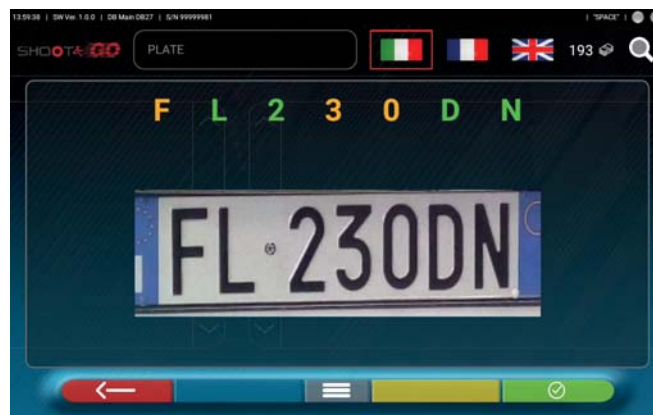 13:59:38 | SW Ver. 1.0.0 | DB Main DB27 | S/N 99999981 | "SPACE" |
SHOOT& GO PLATE 193
F L 2 3 0 D N
FL 230DN